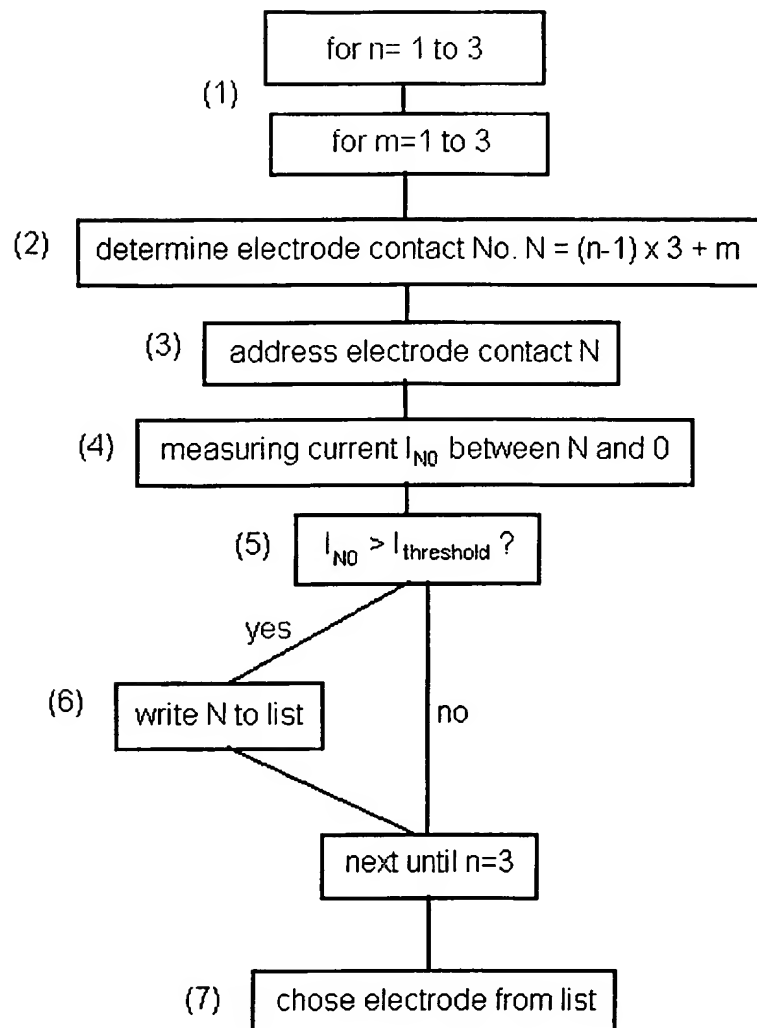 for n= 1 to 3
(1)
for m=1 to 3
(2) determine electrode contact No. N = (n-1) x 3 + m
(3) address electrode contact N
(4) measuring current I_N0 between N and 0
(5) I_N0 > I_threshold ?
yes
(6) write N to list
no
next until n=3
(7) chose electrode from list